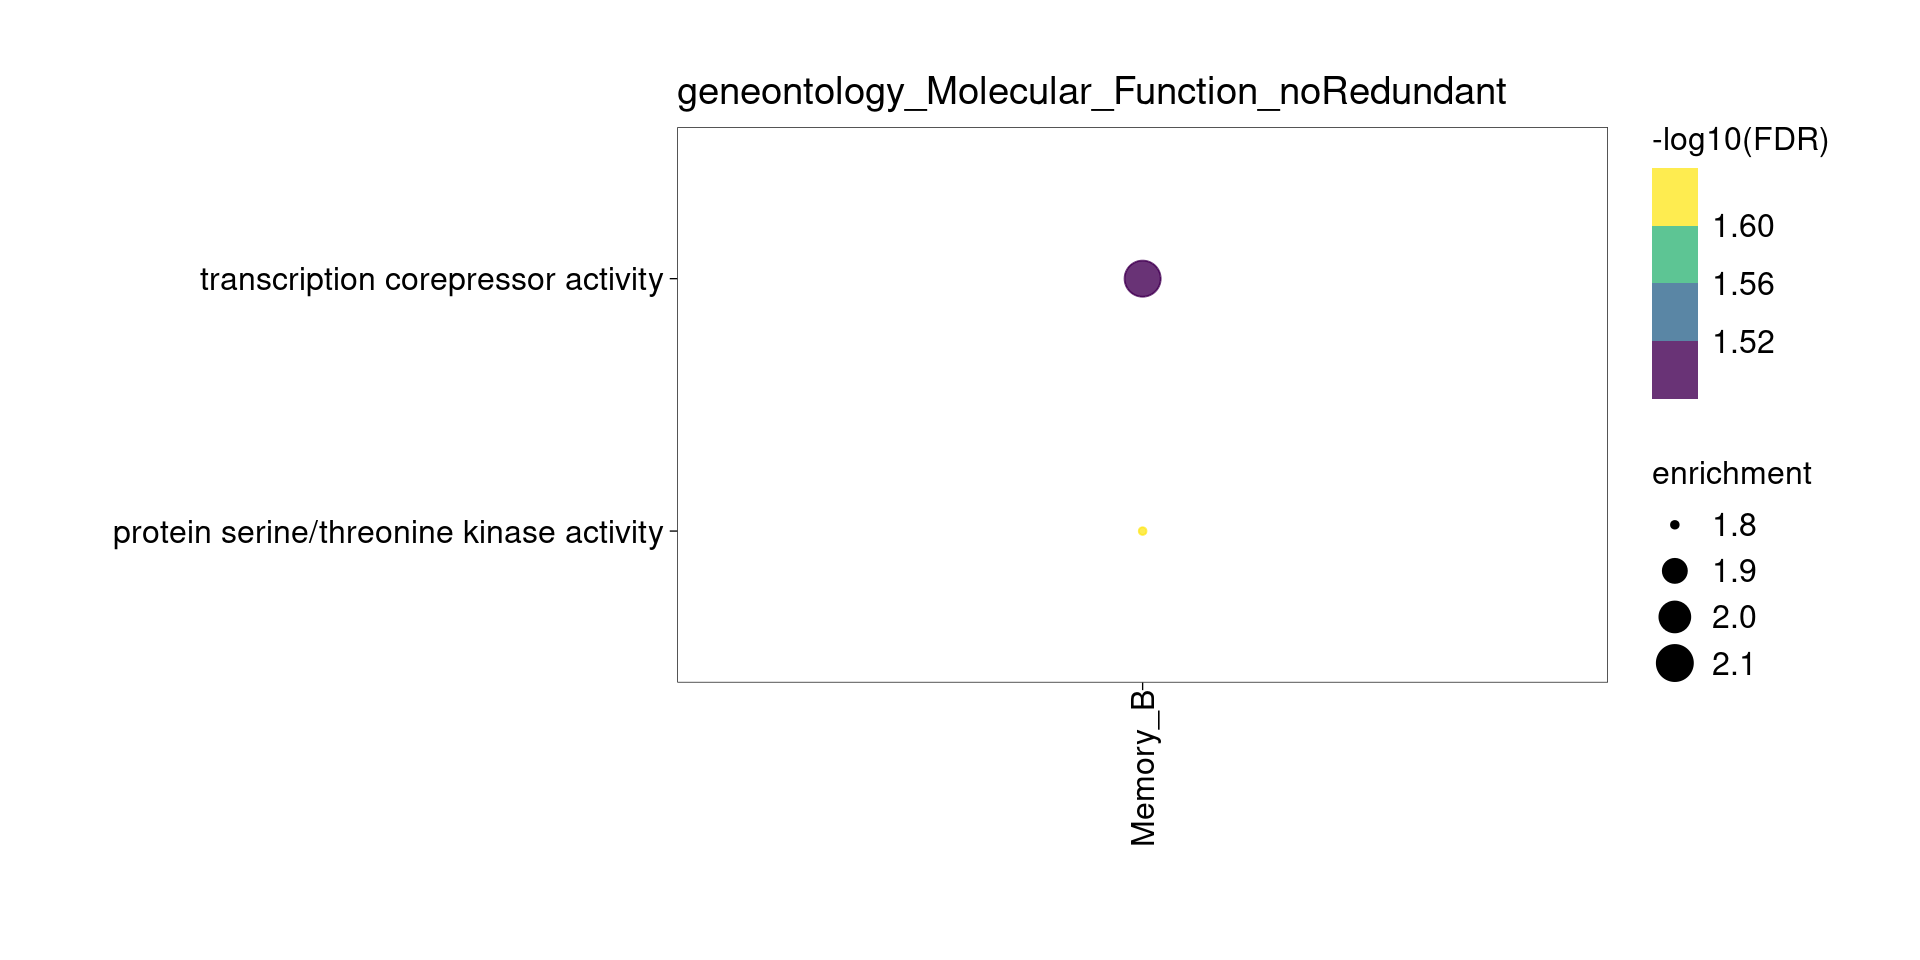 geneontology_Molecular_Function_noRedundant
transcription corepressor activity
protein serine/threonine kinase activity
Memory_B
-log10(FDR)
1.60
1.56
1.52
enrichment
1.8
1.9
2.0
2.1